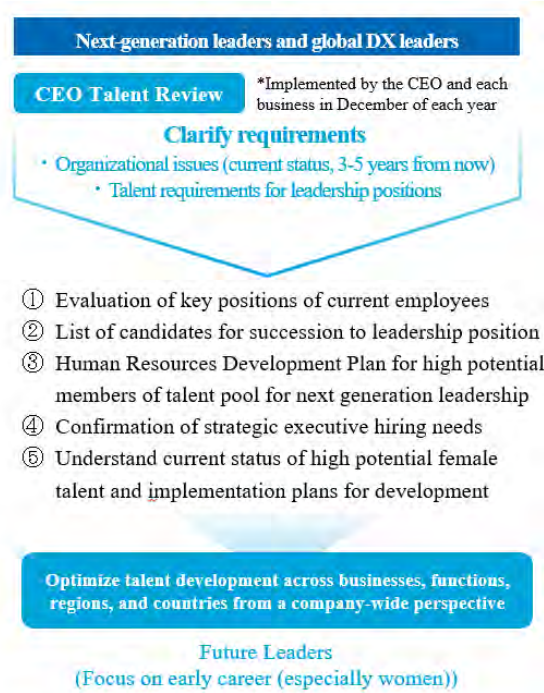 Next-generation leaders and global DX leaders
CEO Talent Review
*Implemented by the CEO and each
business in December of each year
Clarify requirements
・Organizational issues (current status, 3-5 years from now)
・Talent requirements for leadership positions
① Evaluation of key positions of current employees
② List of candidates for succession to leadership position
③ Human Resources Development Plan for high potential
members of talent pool for next generation leadership
④ Confirmation of strategic executive hiring needs
⑤ Understand current status of high potential female
talent and implementation plans for development
Optimize talent development across businesses, functions,
regions, and countries from a company-wide perspective
Future Leaders
(Focus on early career (especially women))